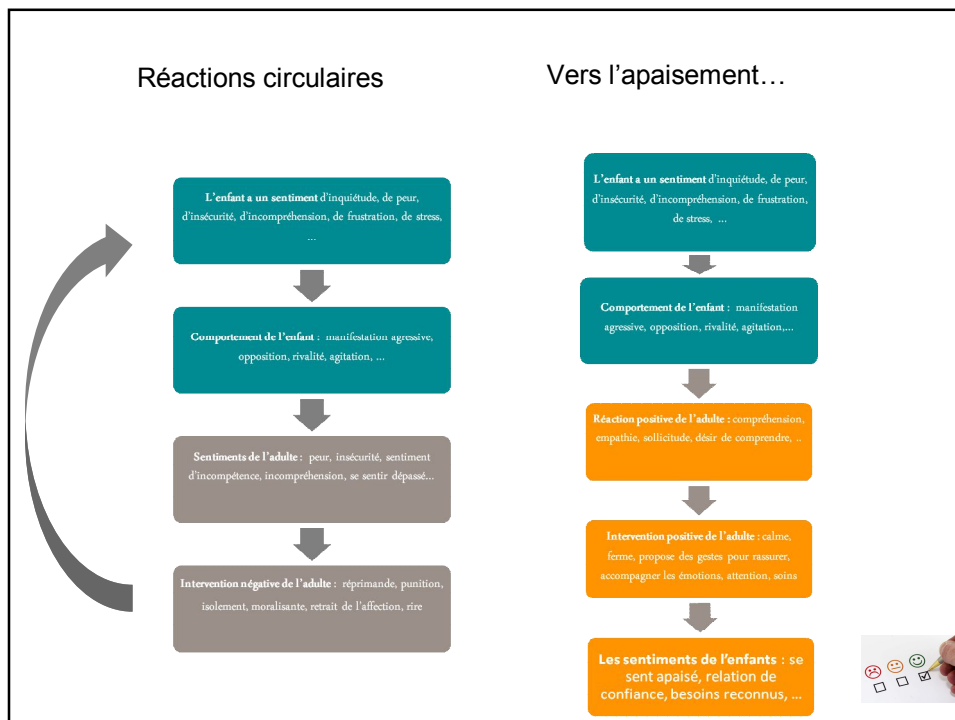 Réactions circulaires
L'enfant a un sentiment d'inquiétude, de peur,
d'insécurité, d'incompréhension, de frustration, de stress,
...
Comportement de l'enfant : manifestation agressive,
opposition, rivalité, agitation, ...
Sentiments de l'adulte : peur, insécurité, sentiment
d'incompétence, incompréhension, se sentir dépassé...
Intervention négative de l'adulte : réprimande, punition,
isolement, moralisante, retrait de l'affection, rire
Vers l'apaisement…
L'enfant a un sentiment d'inquiétude, de peur,
d'insécurité, d'incompréhension, de frustration,
de stress, ...
Comportement de l'enfant : manifestation
agressive, opposition, rivalité, agitation,...
Réaction positive de l'adulte : compréhension,
empathie, sollicitude, désir de comprendre, ..
Intervention positive de l'adulte : calme,
ferme, propose des gestes pour rassurer,
accompagner les émotions, attention, soins
Les sentiments de l'enfants : se
sent apaisé, relation de
confiance, besoins reconnus, ...